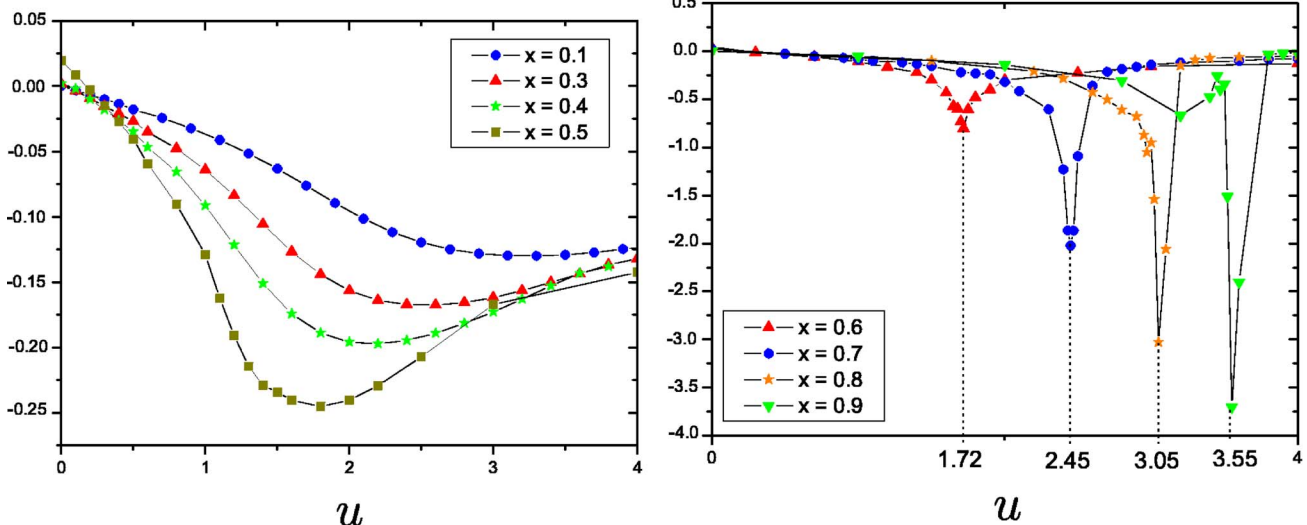 0.05
0.00
-0.05
-0.10
-0.15
-0.20
-0.25
x = 0.1
x = 0.3
x = 0.4
x = 0.5
0 1 2 3 4
u
0.5
0.0
-0.5
-1.0
-1.5
-2.0
-2.5
-3.0
-3.5
-4.0
x = 0.6
x = 0.7
x = 0.8
x = 0.9
0 1.72 2.45 3.05 3.55 4
u